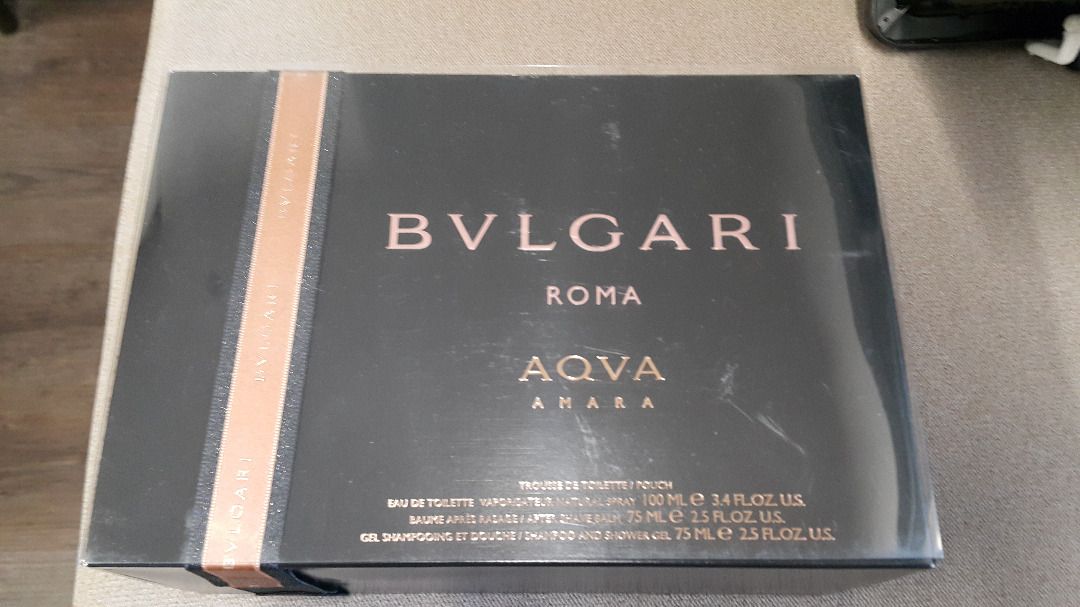 BVLGARI
BVLGARI
BVLGARI
BVLGARI
ROMA
AQVA
AMARA
TROUSSE DE TOILETTE / POUCH
EAU DE TOILETTE VAPORISATEUR NATURAL SPRAY 100 ML e 3.4 FL.OZ. U.S.
BAUME APRÈS RASAGE / AFTER SHAVE BALM 75 ML e 2.5 FL.OZ. U.S.
GEL SHAMPOOING ET DOUCHE / SHAMPOO AND SHOWER GEL 75 ML e 2.5 FL.OZ. U.S.